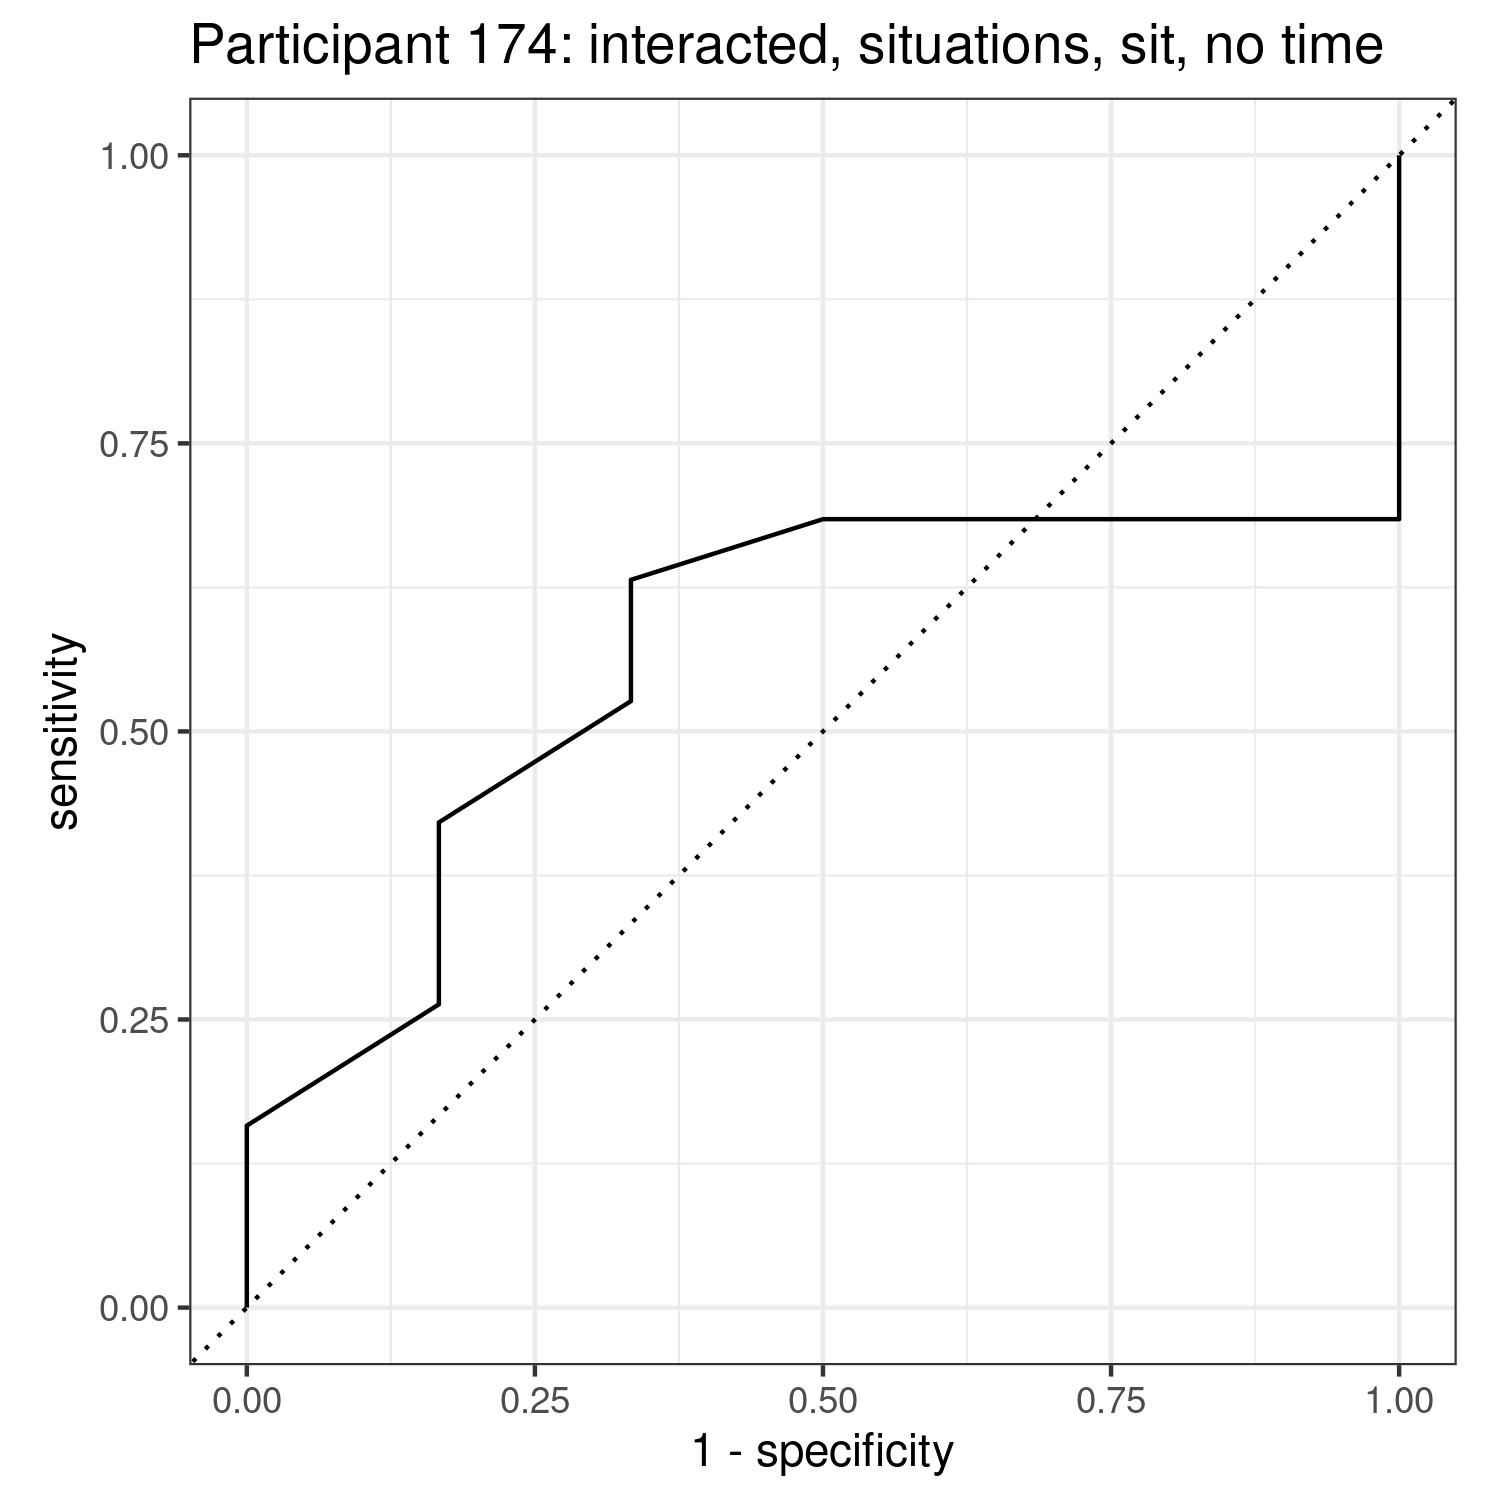 Participant 174: interacted, situations, sit, no time
sensitivity
1.00
0.75
0.50
0.25
0.00
0.00 0.25 0.50 0.75 1.00
1 - specificity